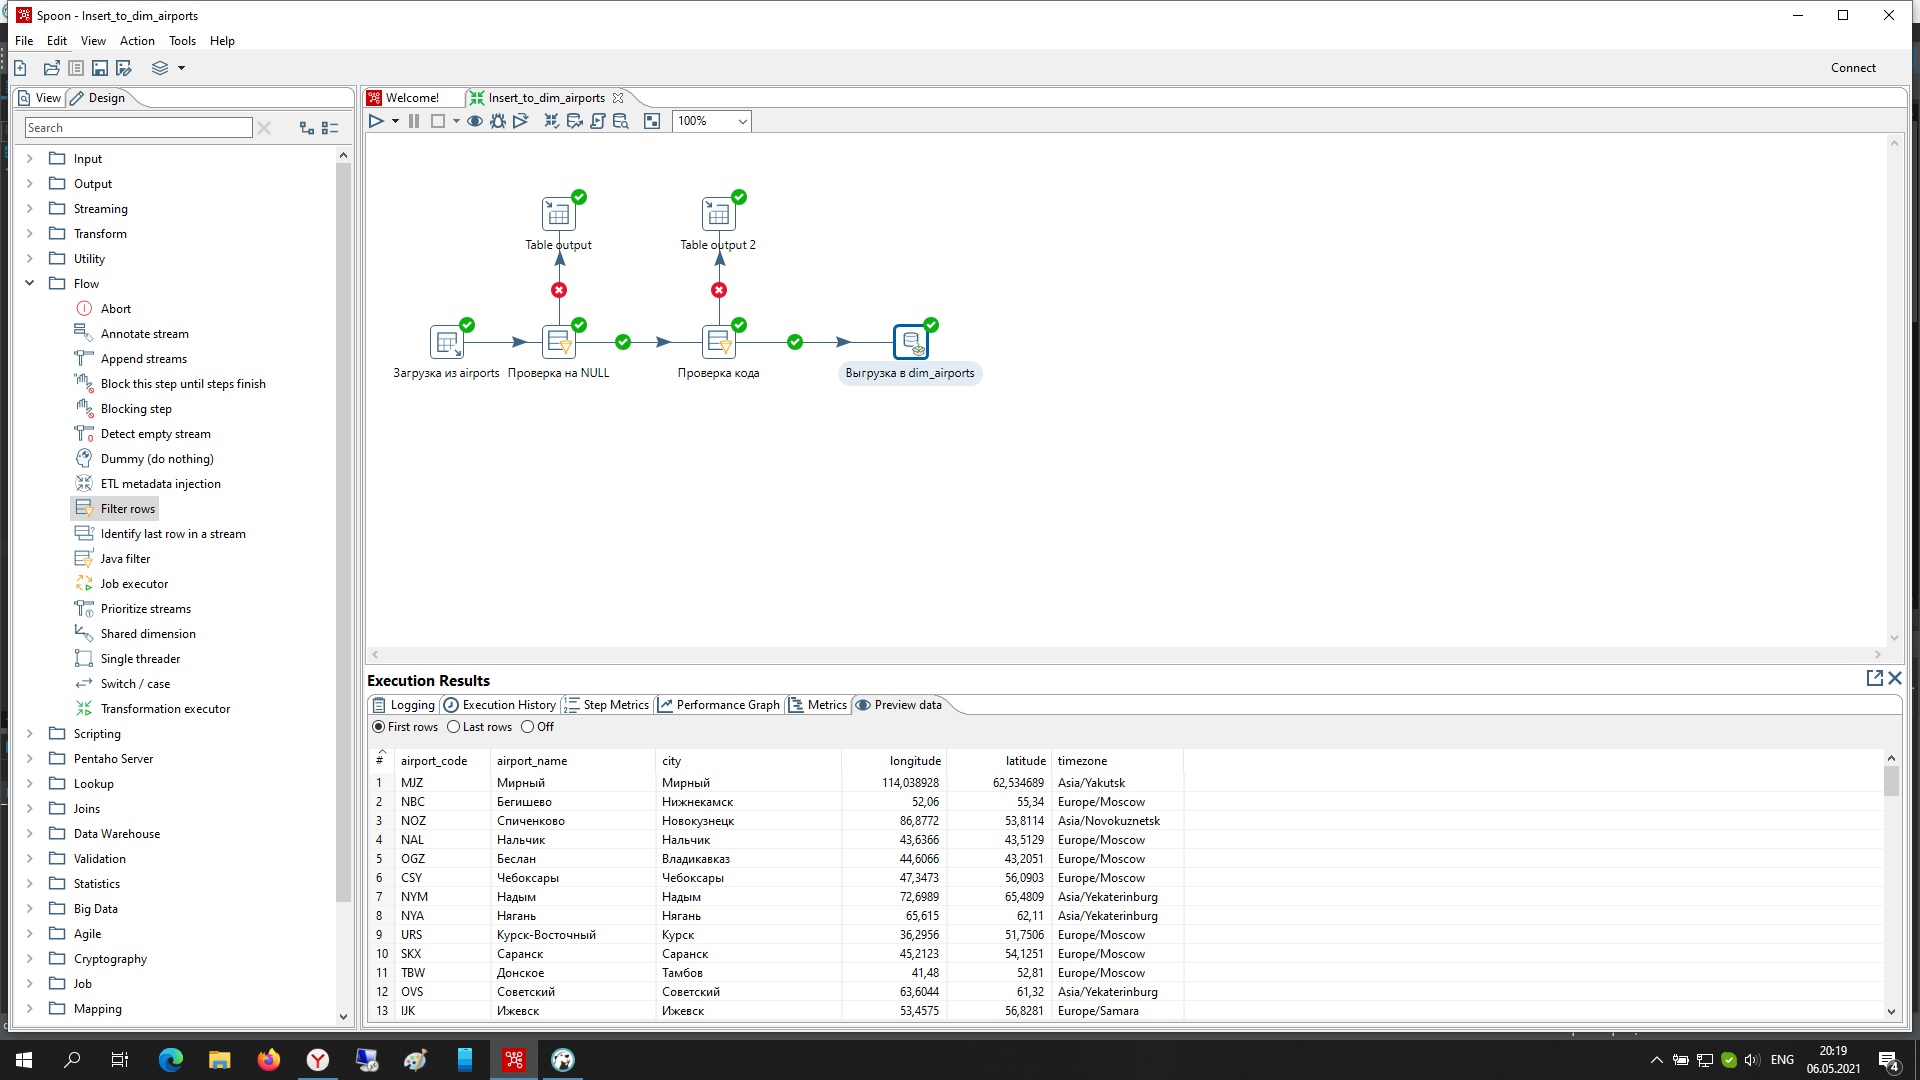 Spoon - Insert_to_dim_airports
File Edit View Action Tools Help
Connect
View Design
Search
Input
Output
Streaming
Transform
Utility
Flow
Abort
Annotate stream
Append streams
Block this step until steps finish
Blocking step
Detect empty stream
Dummy (do nothing)
ETL metadata injection
Filter rows
Identify last row in a stream
Java filter
Job executor
Prioritize streams
Shared dimension
Single threader
Switch / case
Transformation executor
Scripting
Pentaho Server
Lookup
Joins
Data Warehouse
Validation
Statistics
Big Data
Agile
Cryptography
Job
Mapping
Welcome! Insert_to_dim_airports
100%
Table output Table output 2
Загрузка из airports Проверка на NULL Проверка кода Выгрузка в dim_airports
Execution Results
Logging Execution History Step Metrics Performance Graph Metrics Preview data
First rows Last rows Off
# airport_code airport_name city longitude latitude timezone
1 MJZ Мирный Мирный 114,038928 62,534689 Asia/Yakutsk
2 NBC Бегишево Нижнекамск 52,06 55,34 Europe/Moscow
3 NOZ Спиченково Новокузнецк 86,8772 53,8114 Asia/Novokuznetsk
4 NAL Нальчик Нальчик 43,6366 43,5129 Europe/Moscow
5 OGZ Беслан Владикавказ 44,6066 43,2051 Europe/Moscow
6 CSY Чебоксары Чебоксары 47,3473 56,0903 Europe/Moscow
7 NYM Надым Надым 72,6989 65,4809 Asia/Yekaterinburg
8 NYA Нягань Нягань 65,615 62,11 Asia/Yekaterinburg
9 URS Курск-Восточный Курск 36,2956 51,7506 Europe/Moscow
10 SKX Саранск Саранск 45,2123 54,1251 Europe/Moscow
11 TBW Донское Тамбов 41,48 52,81 Europe/Moscow
12 OVS Советский Советский 63,6044 61,32 Asia/Yekaterinburg
13 IJK Ижевск Ижевск 53,4575 56,8281 Europe/Samara
ENG
20:19
06.05.2021
4